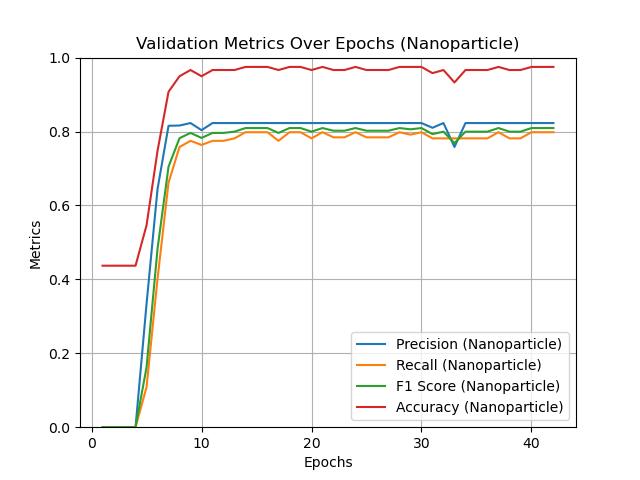 Validation Metrics Over Epochs (Nanoparticle)
1.0
0.8
0.6
0.4
0.2
0.0
Metrics
0 10 20 30 40
Epochs
Precision (Nanoparticle)
Recall (Nanoparticle)
F1 Score (Nanoparticle)
Accuracy (Nanoparticle)